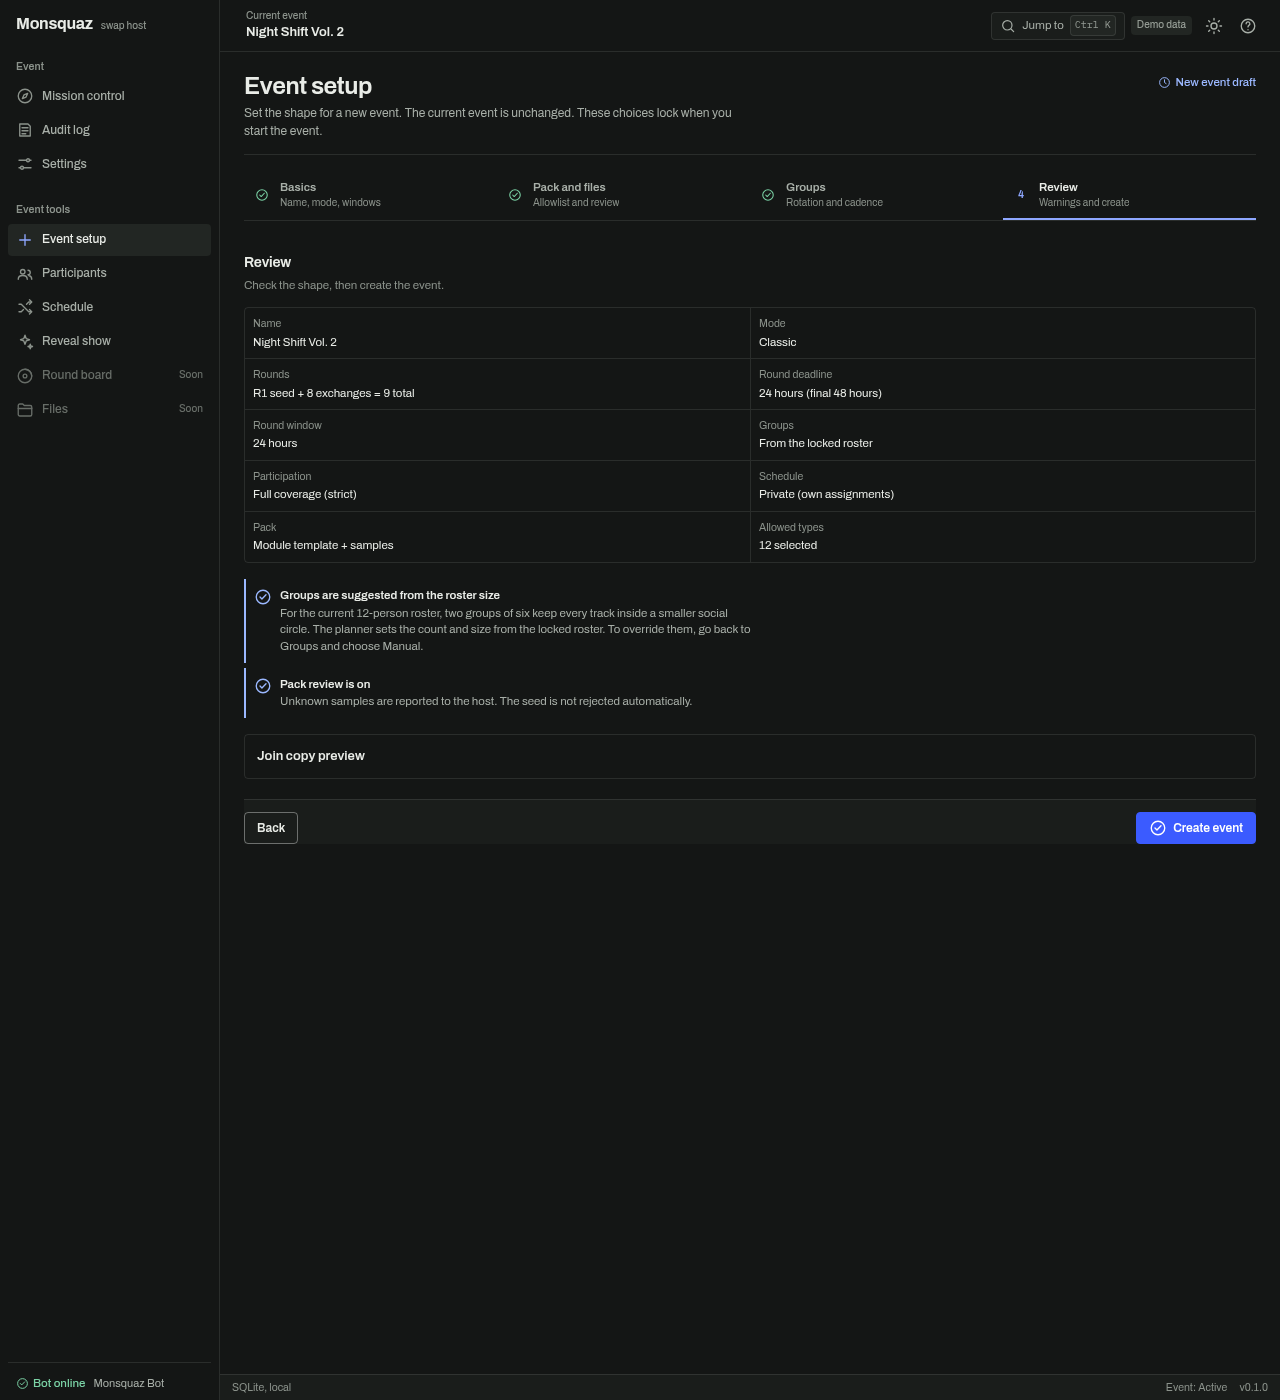 Monsquaz swap host
Event
Mission control
Audit log
Settings
Event tools
Event setup
Participants
Schedule
Reveal show
Round board Soon
Files Soon
Bot online Monsquaz Bot
Current event
Night Shift Vol. 2
Jump to Ctrl K Demo data
Event setup
New event draft
Set the shape for a new event. The current event is unchanged. These choices lock when you
start the event.
Basics
Name, mode, windows
Pack and files
Allowlist and review
Groups
Rotation and cadence
4 Review
Warnings and create
Review
Check the shape, then create the event.
Name
Night Shift Vol. 2
Mode
Classic
Rounds
R1 seed + 8 exchanges = 9 total
Round deadline
24 hours (final 48 hours)
Round window
24 hours
Groups
From the locked roster
Participation
Full coverage (strict)
Schedule
Private (own assignments)
Pack
Module template + samples
Allowed types
12 selected
Groups are suggested from the roster size
For the current 12-person roster, two groups of six keep every track inside a smaller social
circle. The planner sets the count and size from the locked roster. To override them, go back to
Groups and choose Manual.
Pack review is on
Unknown samples are reported to the host. The seed is not rejected automatically.
Join copy preview
Back
Create event
SQLite, local
Event: Active v0.1.0